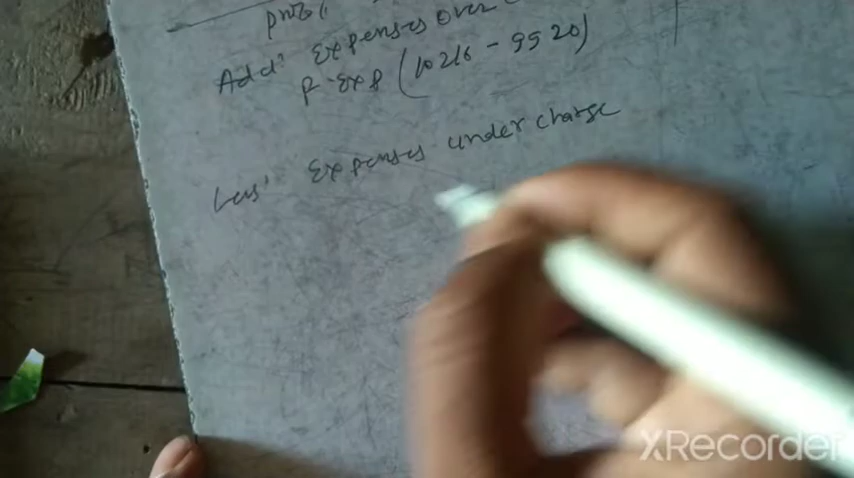 Add: Expenses over
F. Exp (10216 - 9520)
Less: Expenses under charge
XRecorder